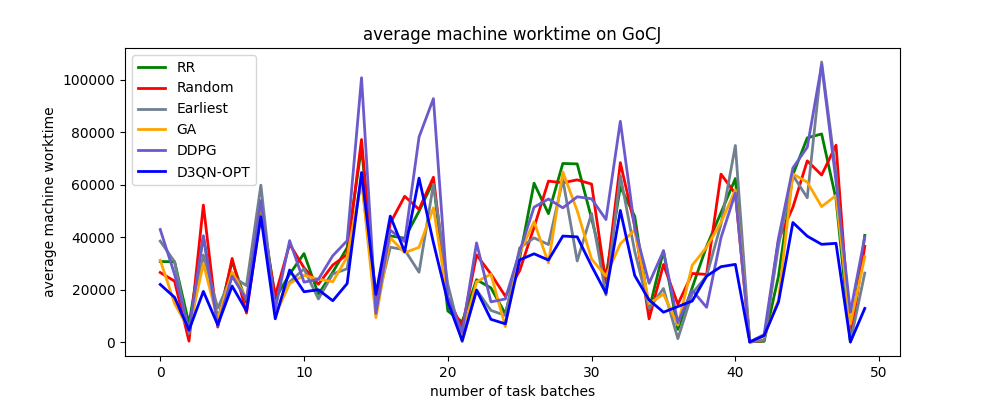 average machine worktime on GoCJ
average machine worktime
100000
80000
60000
40000
20000
0
RR
Random
Earliest
GA
DDPG
D3QN-OPT
0 10 20 30 40 50
number of task batches